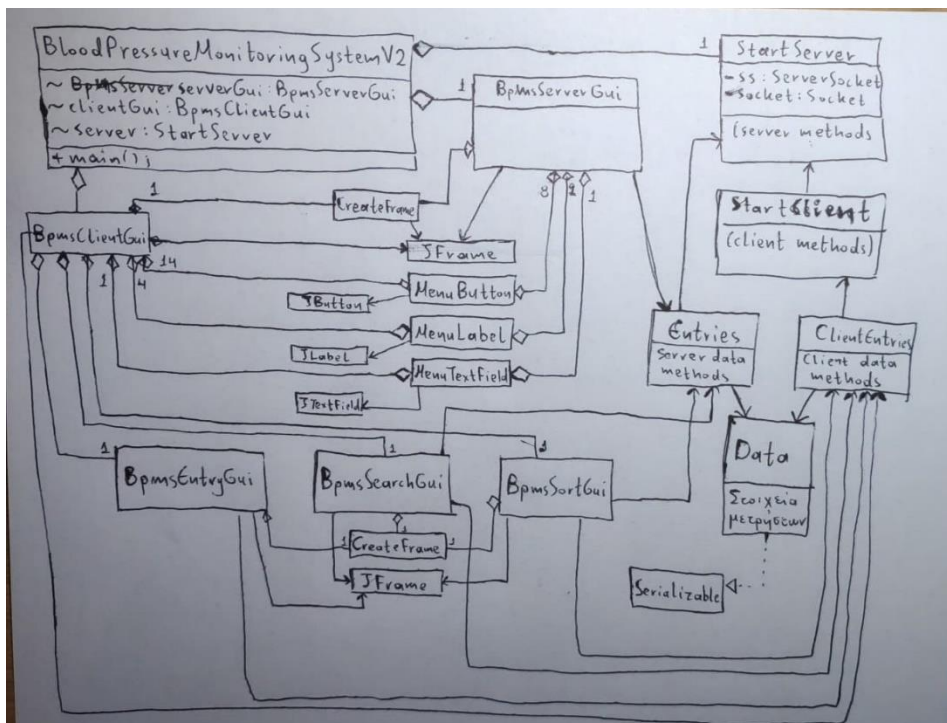 BloodPressureMonitoringSystemV2
~ BpmsServer serverGui: BpmsServerGui
~ clientGui: BpmsClientGui
~ server: StartServer
+ main();
1
StartServer
- ss: ServerSocket
- socket: Socket
(server methods
1
BpmsServerGui
1
CreateFrame
JFrame
8
2
1
StartClient
(client methods)
BpmsClientGui
14
1
4
JButton
MenuButton
JLabel
MenuLabel
JTextField
MenuTextField
Entries
Server data
methods
ClientEntries
Client data
methods
1
BpmsEntryGui
1
BpmsSearchGui
1
BpmsSortGui
Data
Στοιχεία
μετρήσεων
1
CreateFrame
1
1
JFrame
Serializable